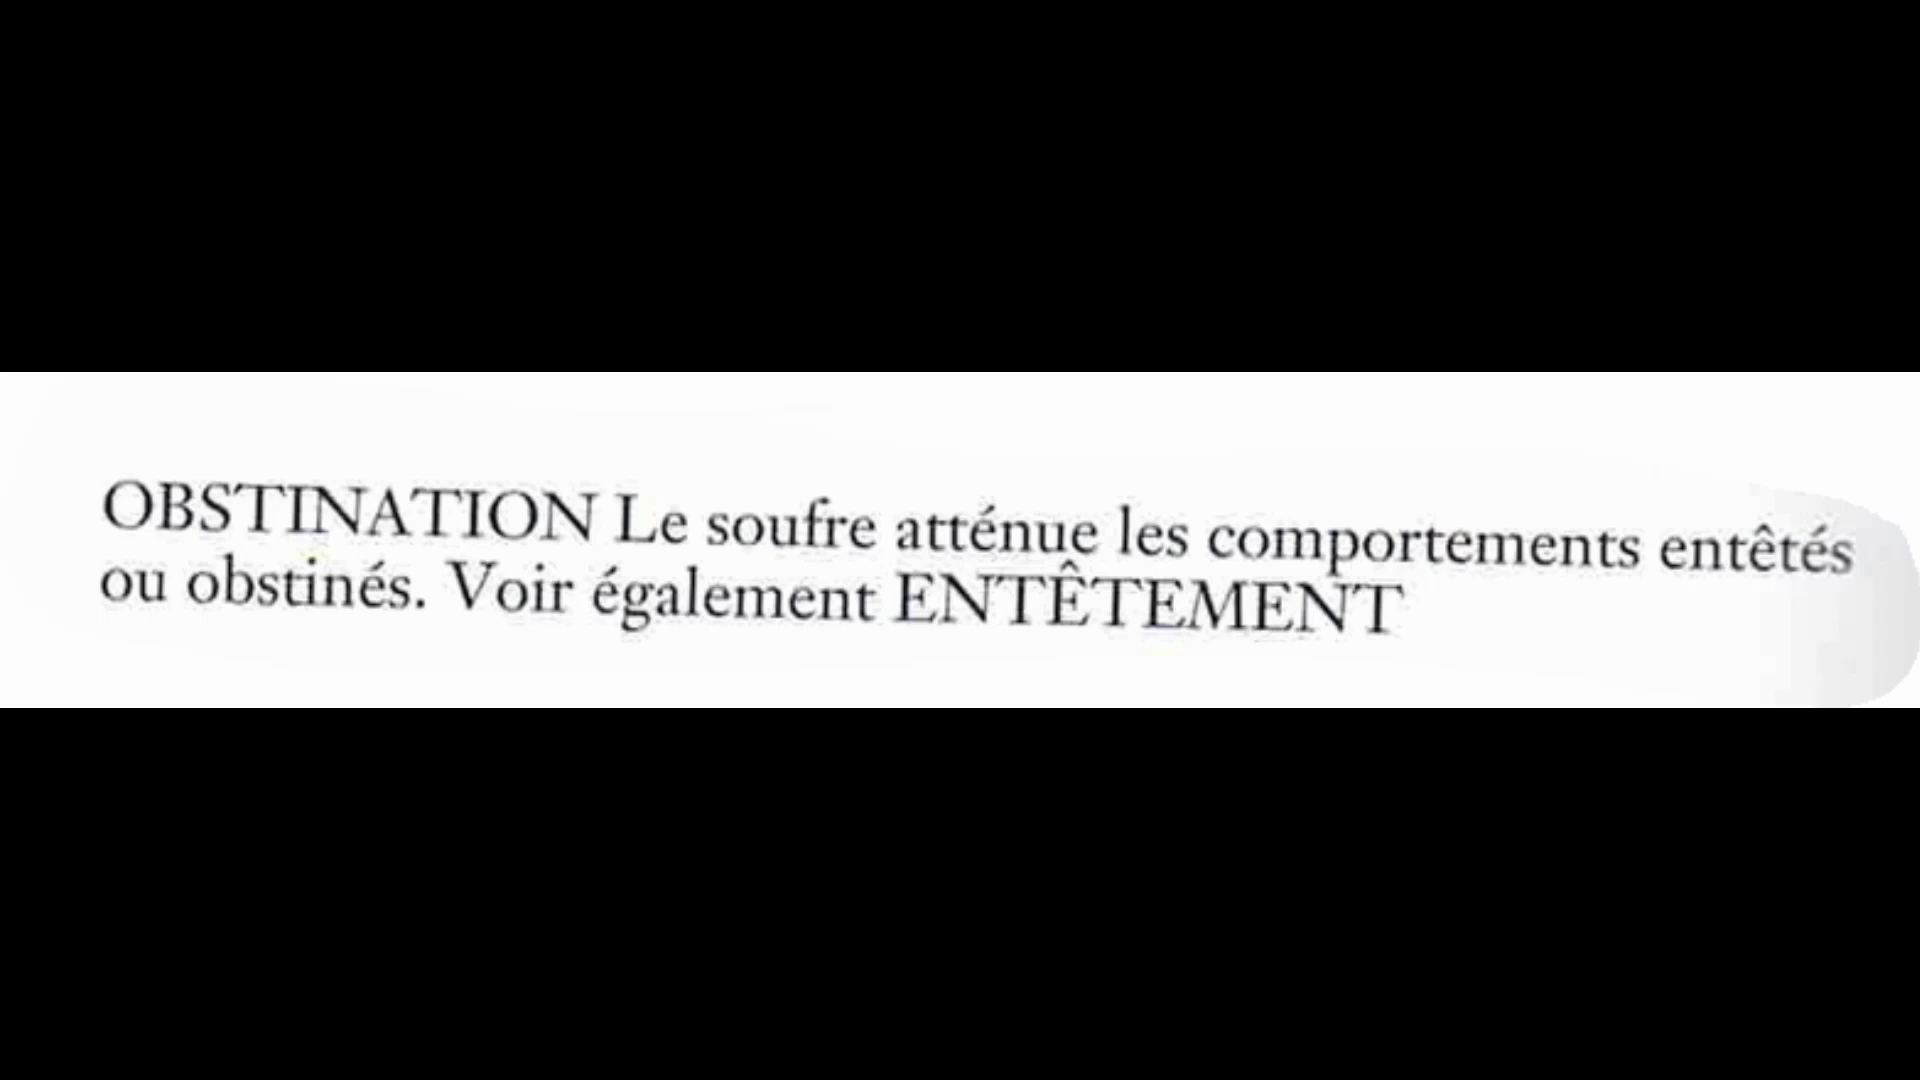 OBSTINATION Le soufre atténue les comportements entêtés
ou obstinés. Voir également ENTÊTEMENT